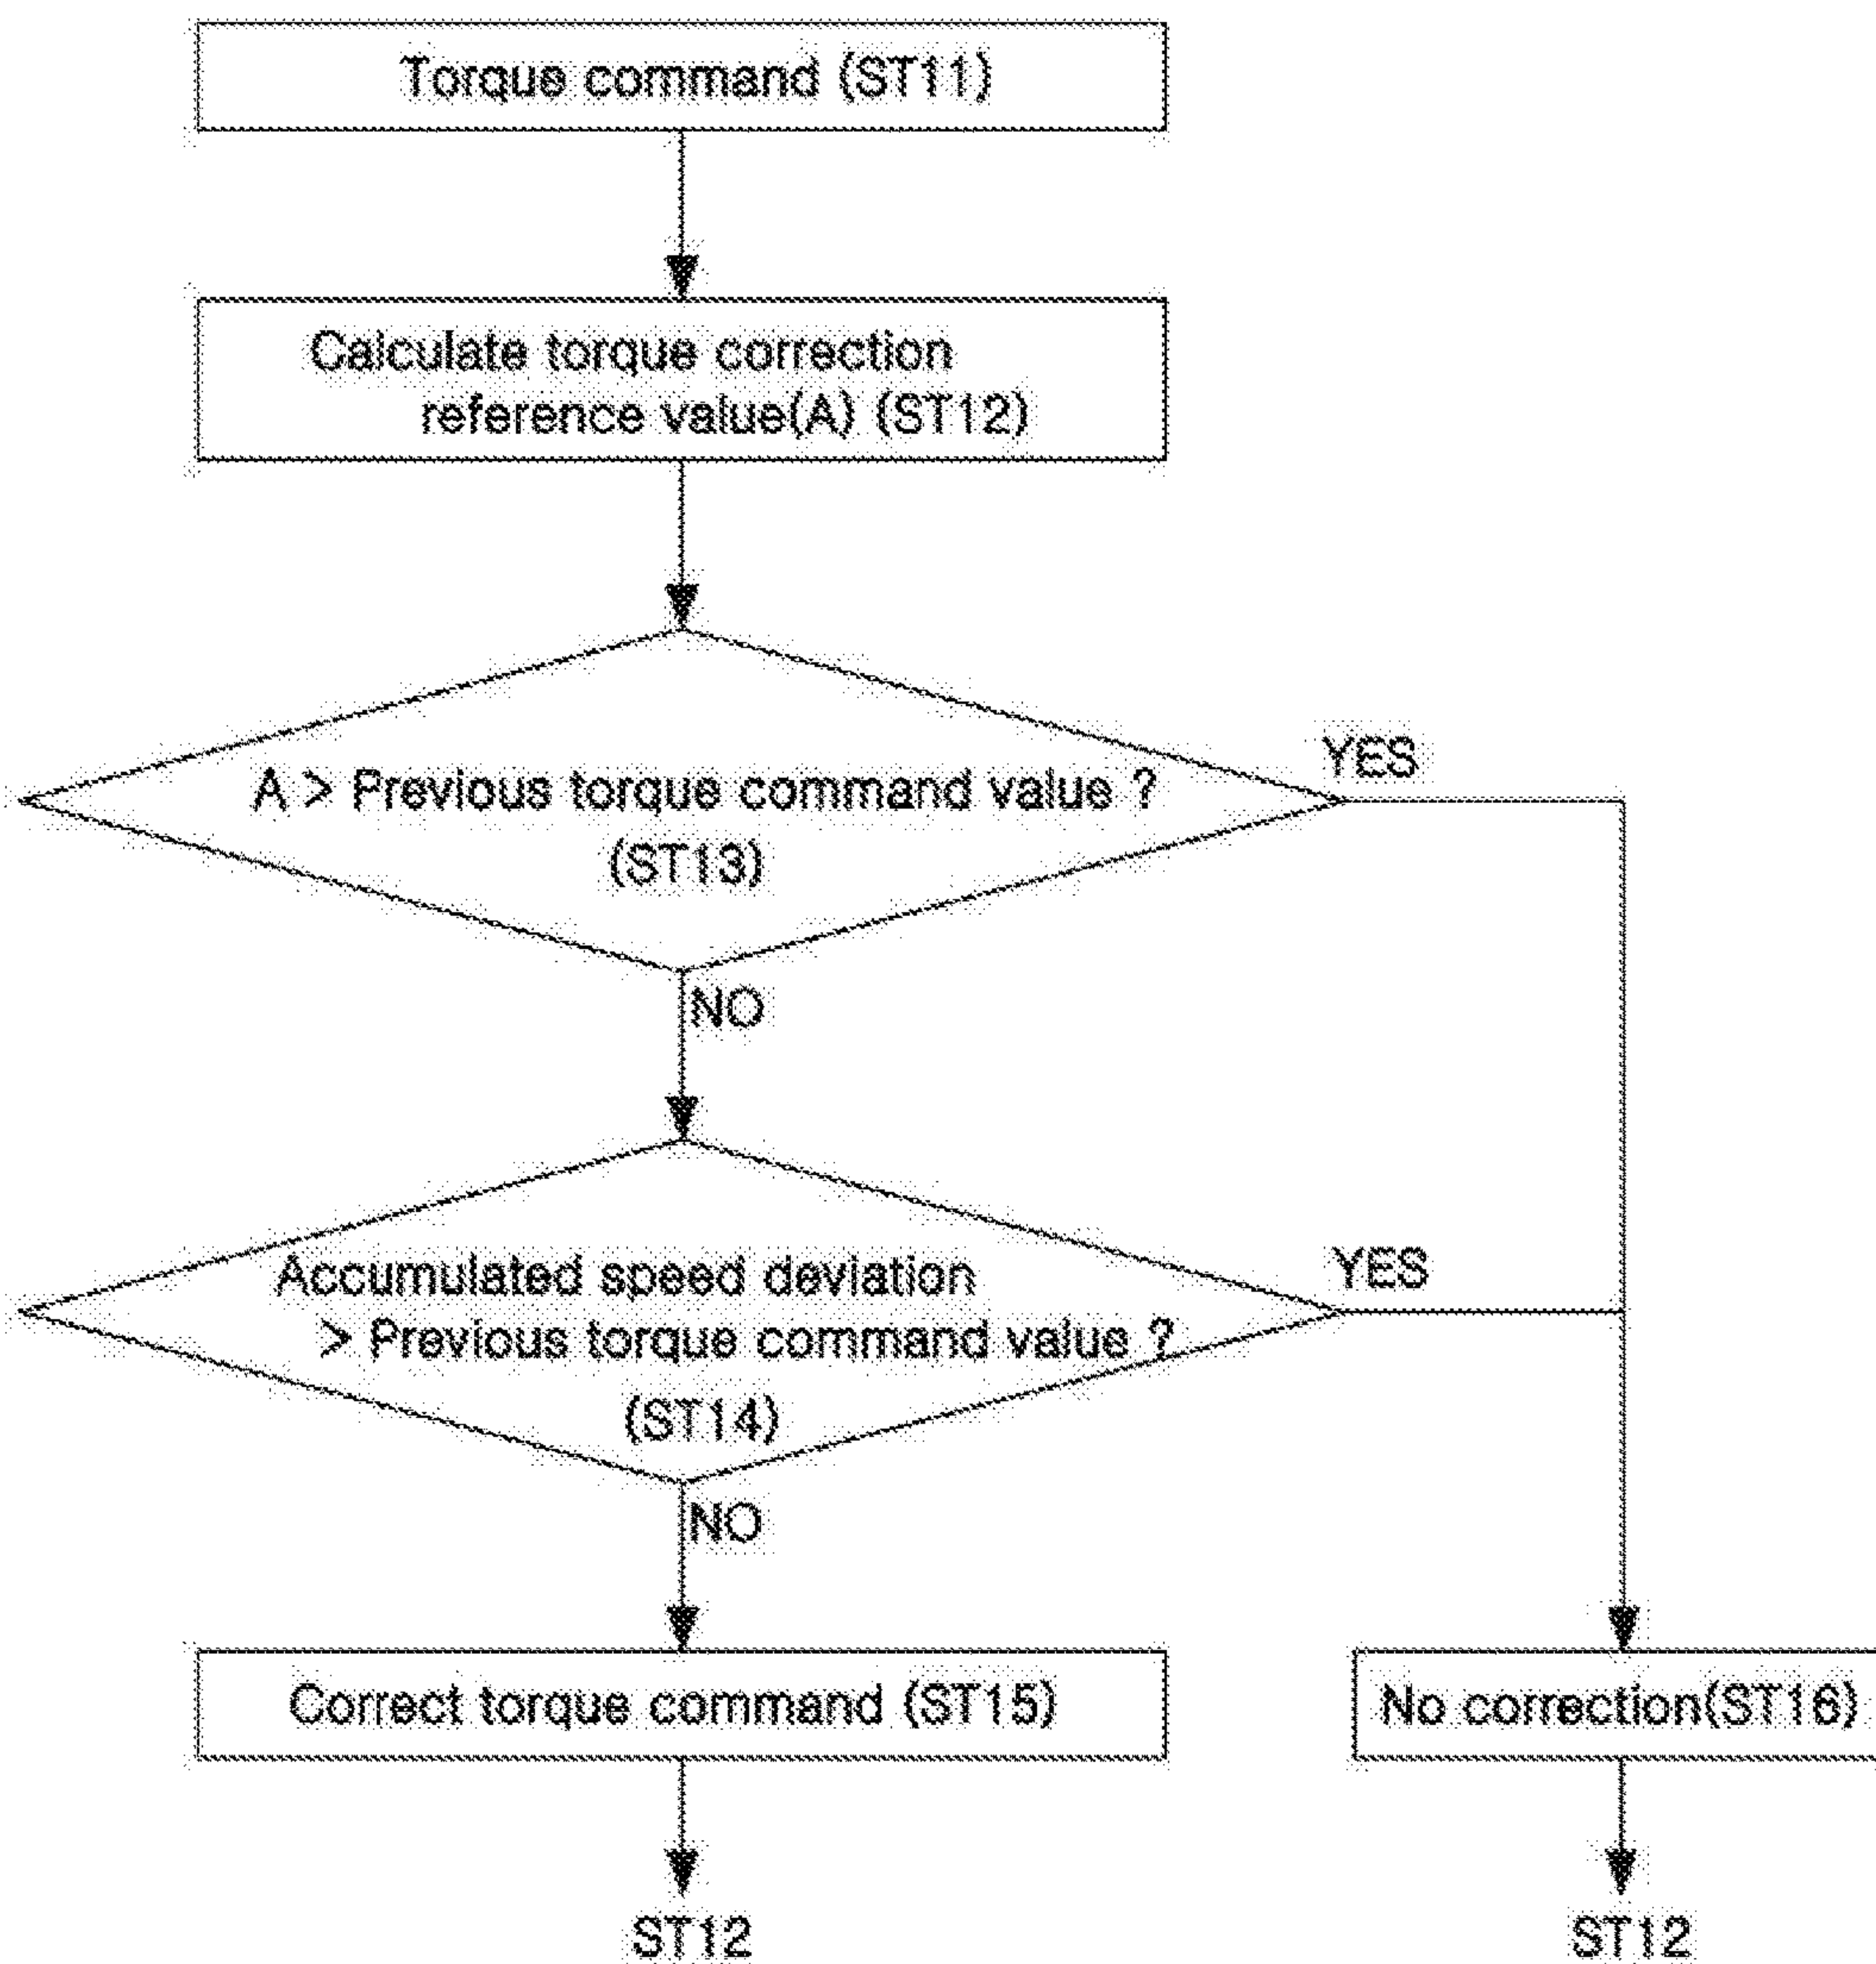 Torque command (ST11)
Calculate torque correction
reference value(A) (ST12)
A > Previous torque command value ?
(ST13)
YES
NO
Accumulated speed deviation
> Previous torque command value ?
(ST14)
YES
NO
Correct torque command (ST15)
No correction(ST16)
ST12
ST12